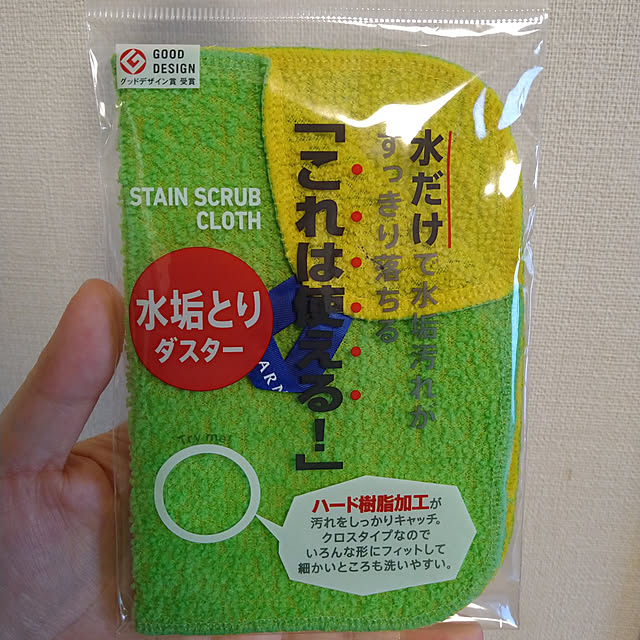 GOOD
DESIGN
グッドデザイン賞 受賞
水だけで水垢汚れが
すっきり落ちる
「これは使える!」
STAIN SCRUB
CLOTH
水垢とり
ダスター
ARN
Try me!
ハード樹脂加工が
汚れをしっかりキャッチ。
クロスタイプなので
いろんな形にフィットして
細かいところも洗いやすい。